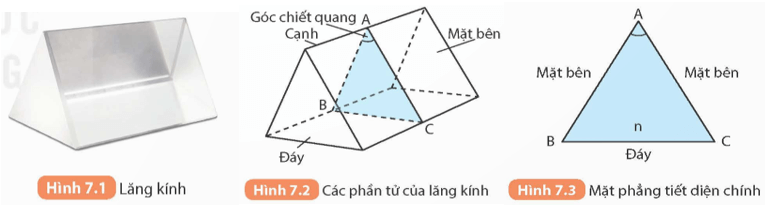 Góc chiết quang
Cạnh
A
Mặt bên
B
C
Đáy
A
Mặt bên
Mặt bên
n
B
C
Đáy
Hình 7.1 Lăng kính
Hình 7.2 Các phần tử của lăng kính
Hình 7.3 Mặt phẳng tiết diện chính